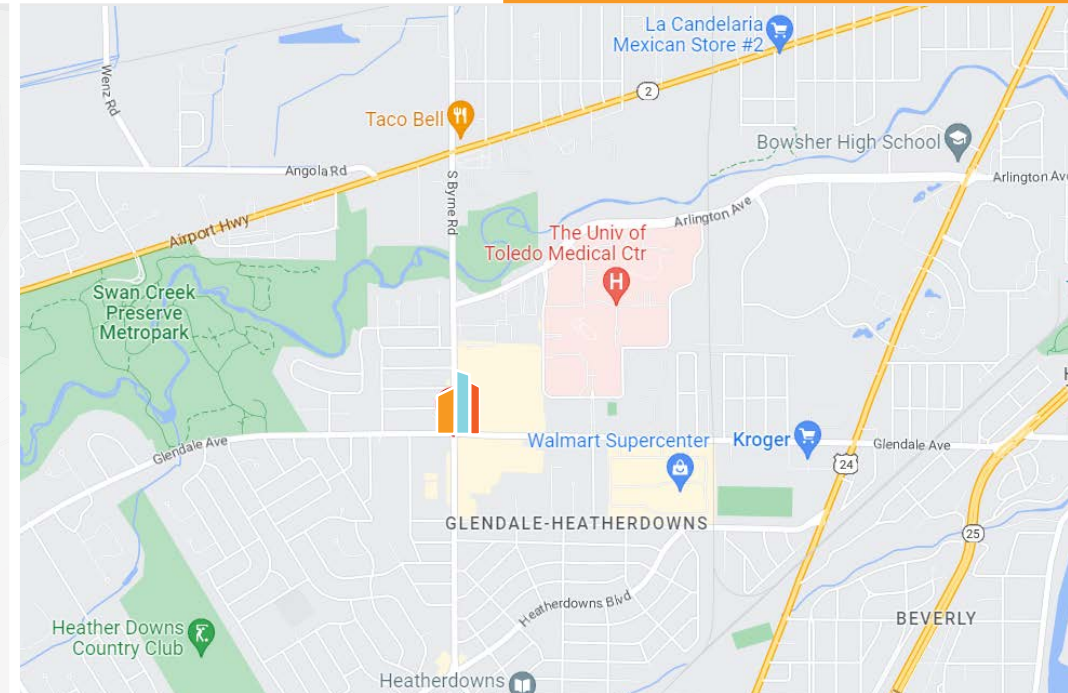 La Candelaria
Mexican Store #2
Wenz Rd
2
Taco Bell
Bowsher High School
Angola Rd
S Byrne Rd
Arlington Ave
Arlington Ave
Airport Hwy
The Univ of
Toledo Medical Ctr
H
Swan Creek
Preserve
Metropark
Glendale Ave
Walmart Supercenter
Kroger
Glendale Ave
24
GLENDALE-HEATHERDOWNS
25
Heatherdowns Blvd
BEVERLY
Heather Downs
Country Club
Heatherdowns